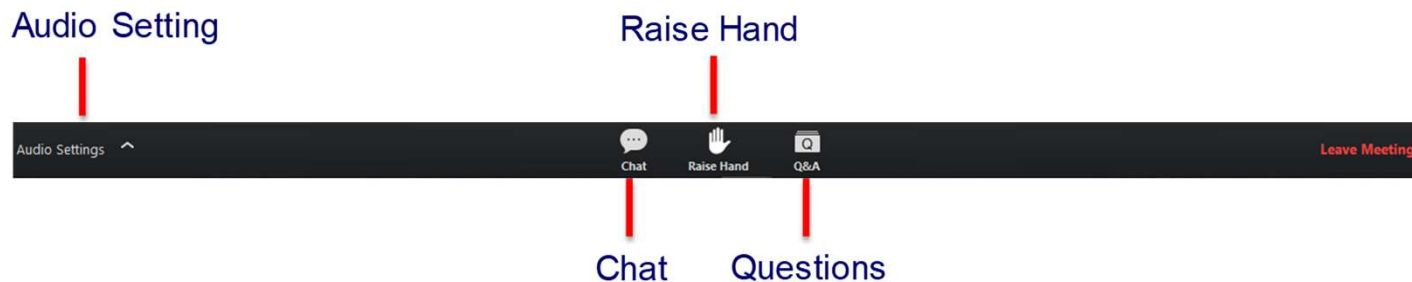 Audio Setting
Raise Hand
Audio Settings
Chat
Raise Hand
Q
Q&A
Leave Meeting
Chat
Questions